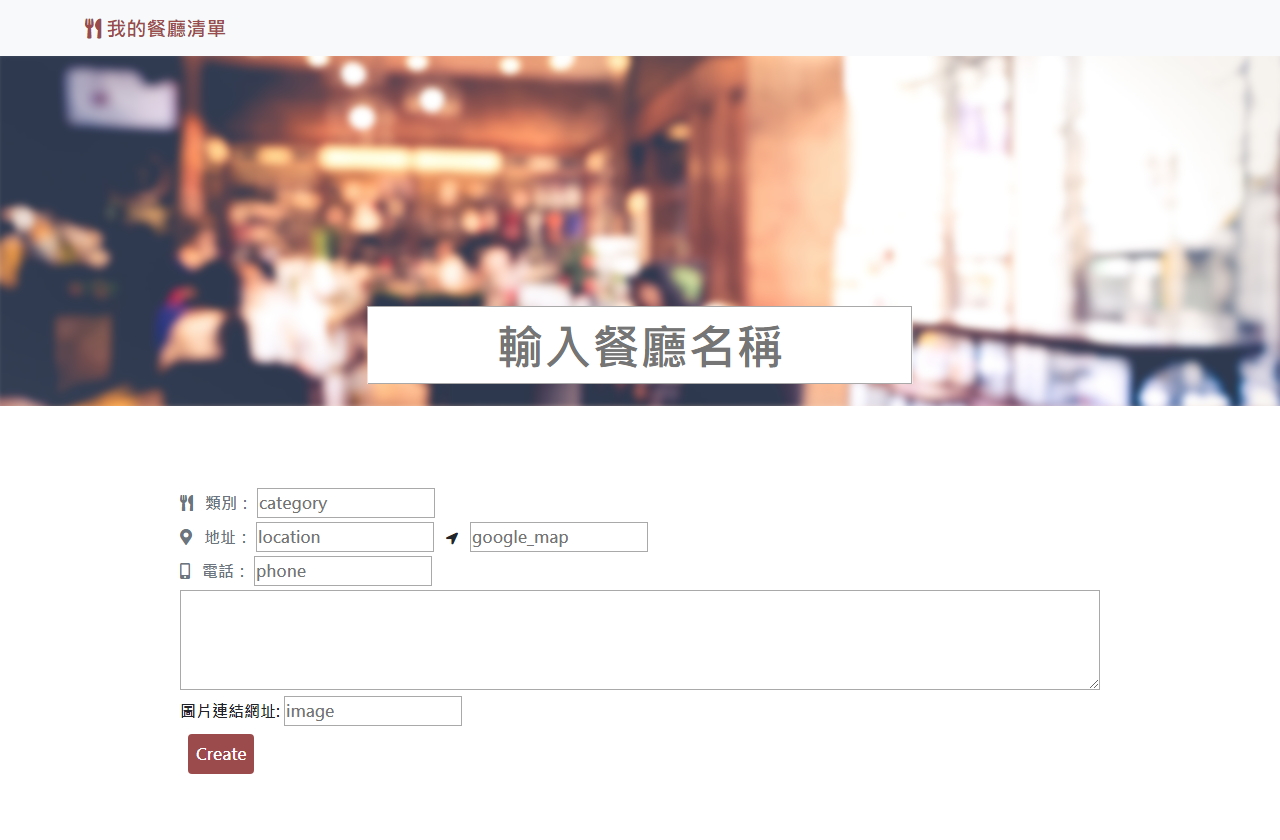 我的餐廳清單
輸入餐廳名稱
類別： category
地址： location google_map
電話： phone
圖片連結網址: image
Create